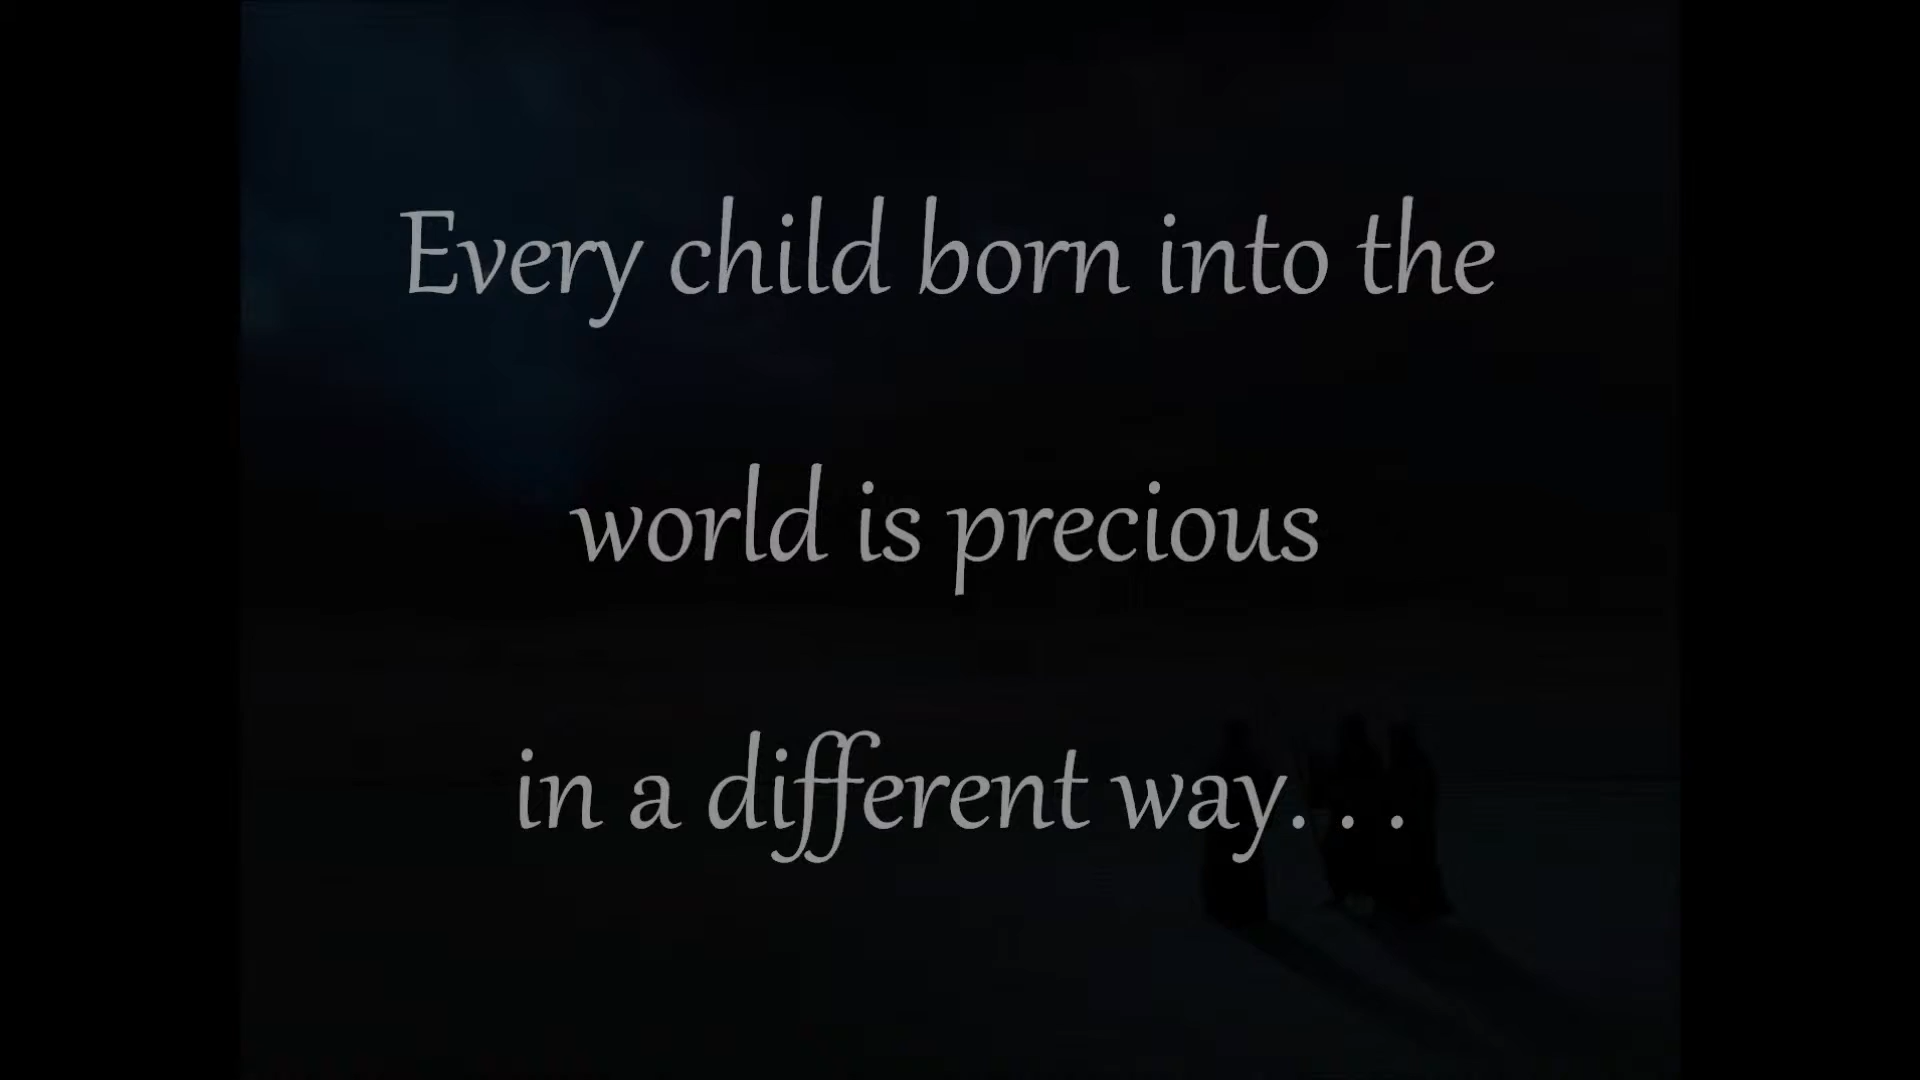 Every child born into the
world is precious
in a different way. . .